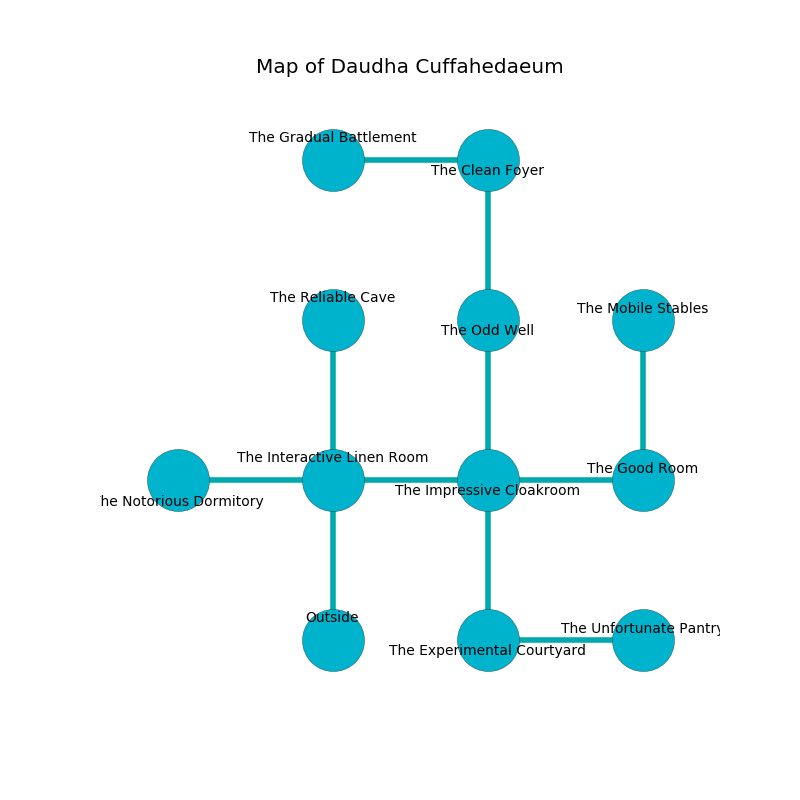 Map of Daudha Cuffahedaeum
The Gradual Battlement
The Clean Foyer
The Reliable Cave
The Mobile Stables
The Odd Well
The Interactive Linen Room
The Good Room
The Impressive Cloakroom
he Notorious Dormitory
Outside
The Unfortunate Pantry
The Experimental Courtyard